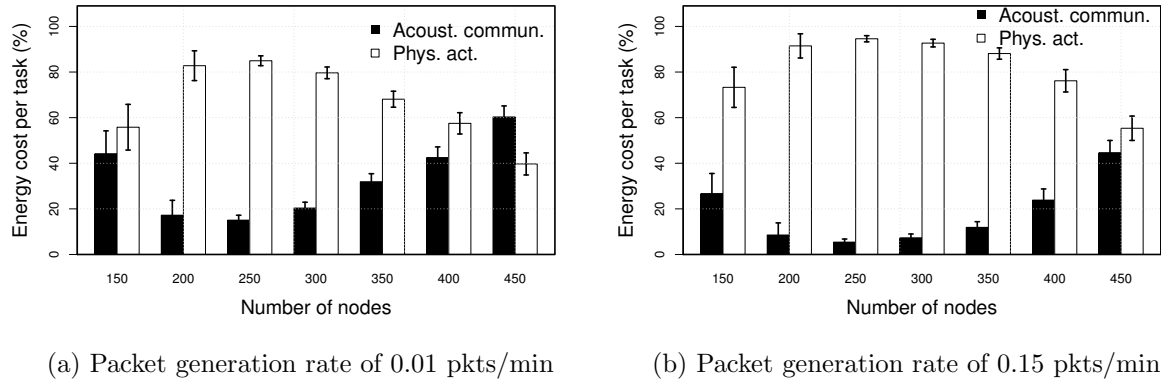 Energy cost per task (%)
0 20 40 60 80 100
Acoust. commun.
Phys. act.
150 200 250 300 350 400 450
Number of nodes
(a) Packet generation rate of 0.01 pkts/min
Energy cost per task (%)
0 20 40 60 80 100
Acoust. commun.
Phys. act.
150 200 250 300 350 400 450
Number of nodes
(b) Packet generation rate of 0.15 pkts/min